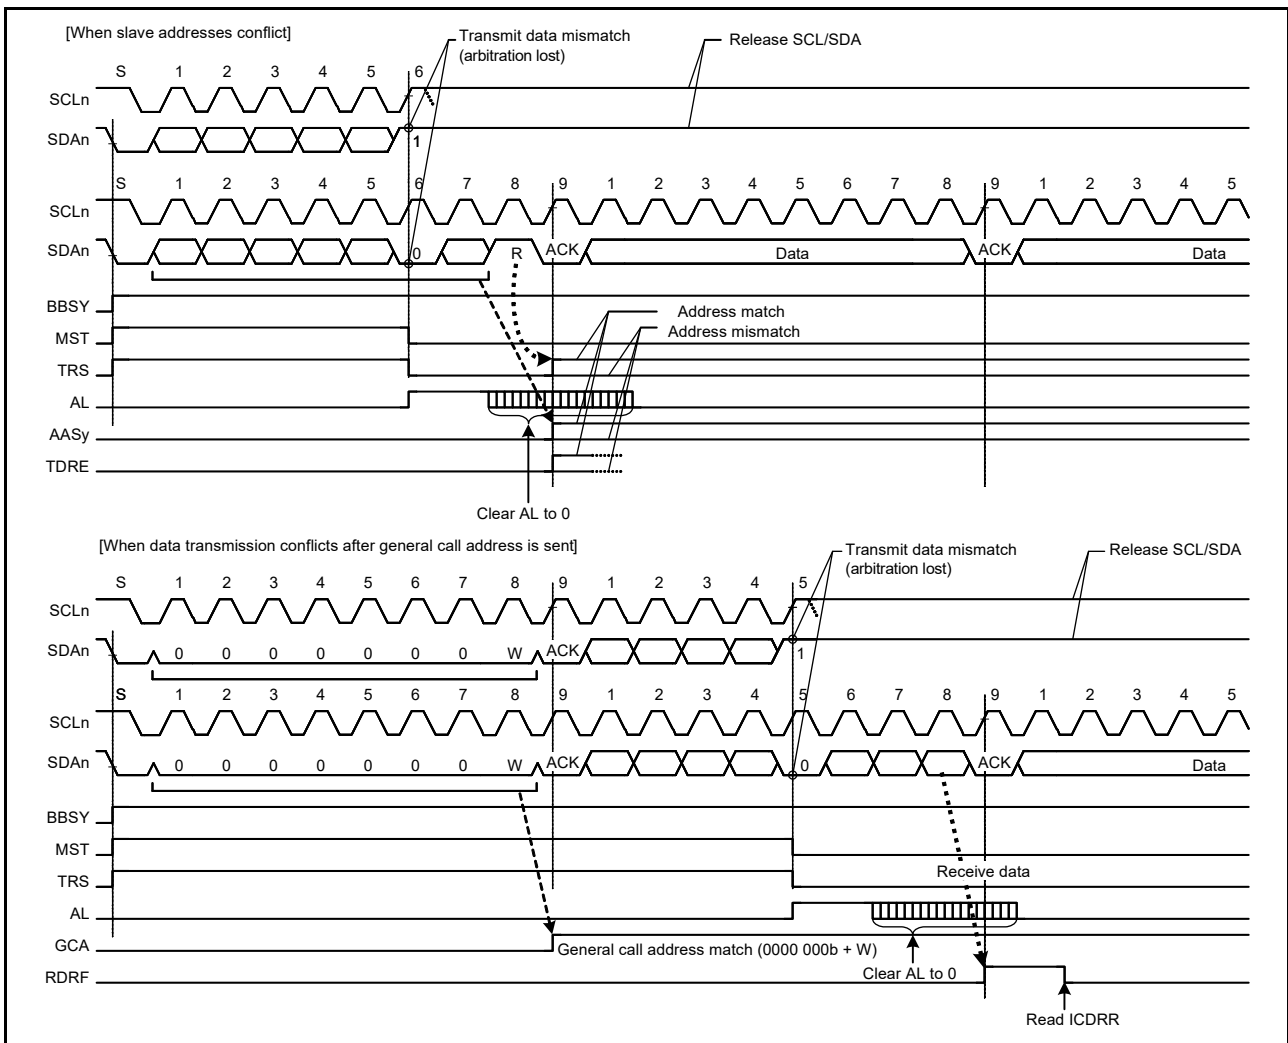 [When slave addresses conflict]
Transmit data mismatch
(arbitration lost)
Release SCL/SDA
S 1 2 3 4 5 6
SCLn
SDAn 1
S 1 2 3 4 5 6 7 8 9 1 2 3 4 5 6 7 8 9 1 2 3 4 5
SCLn
SDAn 0 R ACK Data ACK Data
BBSY
Address match
MST
Address mismatch
TRS
AL
AASy
TDRE
Clear AL to 0
[When data transmission conflicts after general call address is sent]
Transmit data mismatch
(arbitration lost)
Release SCL/SDA
S 1 2 3 4 5 6 7 8 9 1 2 3 4 5
SCLn
SDAn 0 0 0 0 0 0 0 W ACK 1
S 1 2 3 4 5 6 7 8 9 1 2 3 4 5 6 7 8 9 1 2 3 4 5
SCLn
SDAn 0 0 0 0 0 0 0 W ACK 0 ACK Data
BBSY
MST
Receive data
TRS
AL
GCA
General call address match (0000 000b + W)
Clear AL to 0
RDRF
Read ICDRR